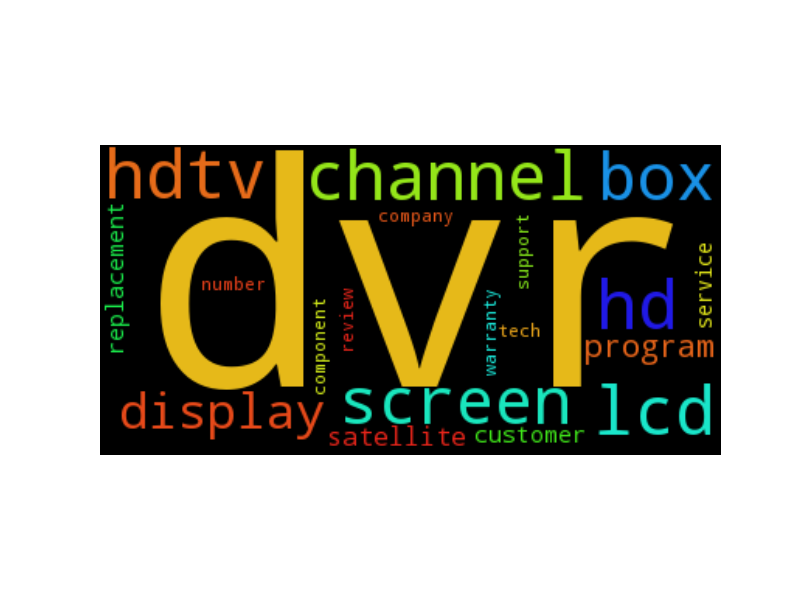 hdtv
channel
box
dvr
company
replacement
support
service
number
hd
component
review
warranty
tech
program
display
screen
lcd
satellite
customer